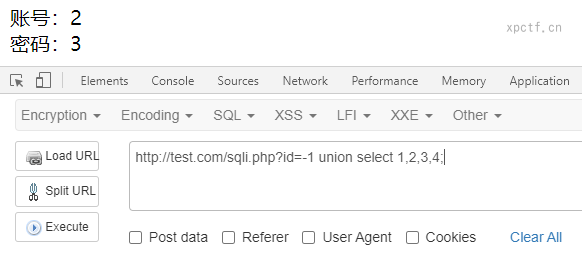 账号：2
密码：3
xpctf.cn
Elements Console Sources Network Performance Memory Application
Encryption Encoding SQL XSS LFI XXE Other
Load URL
http://test.com/sqli.php?id=-1 union select 1,2,3,4;
Split URL
Execute
Post data Referer User Agent Cookies Clear All